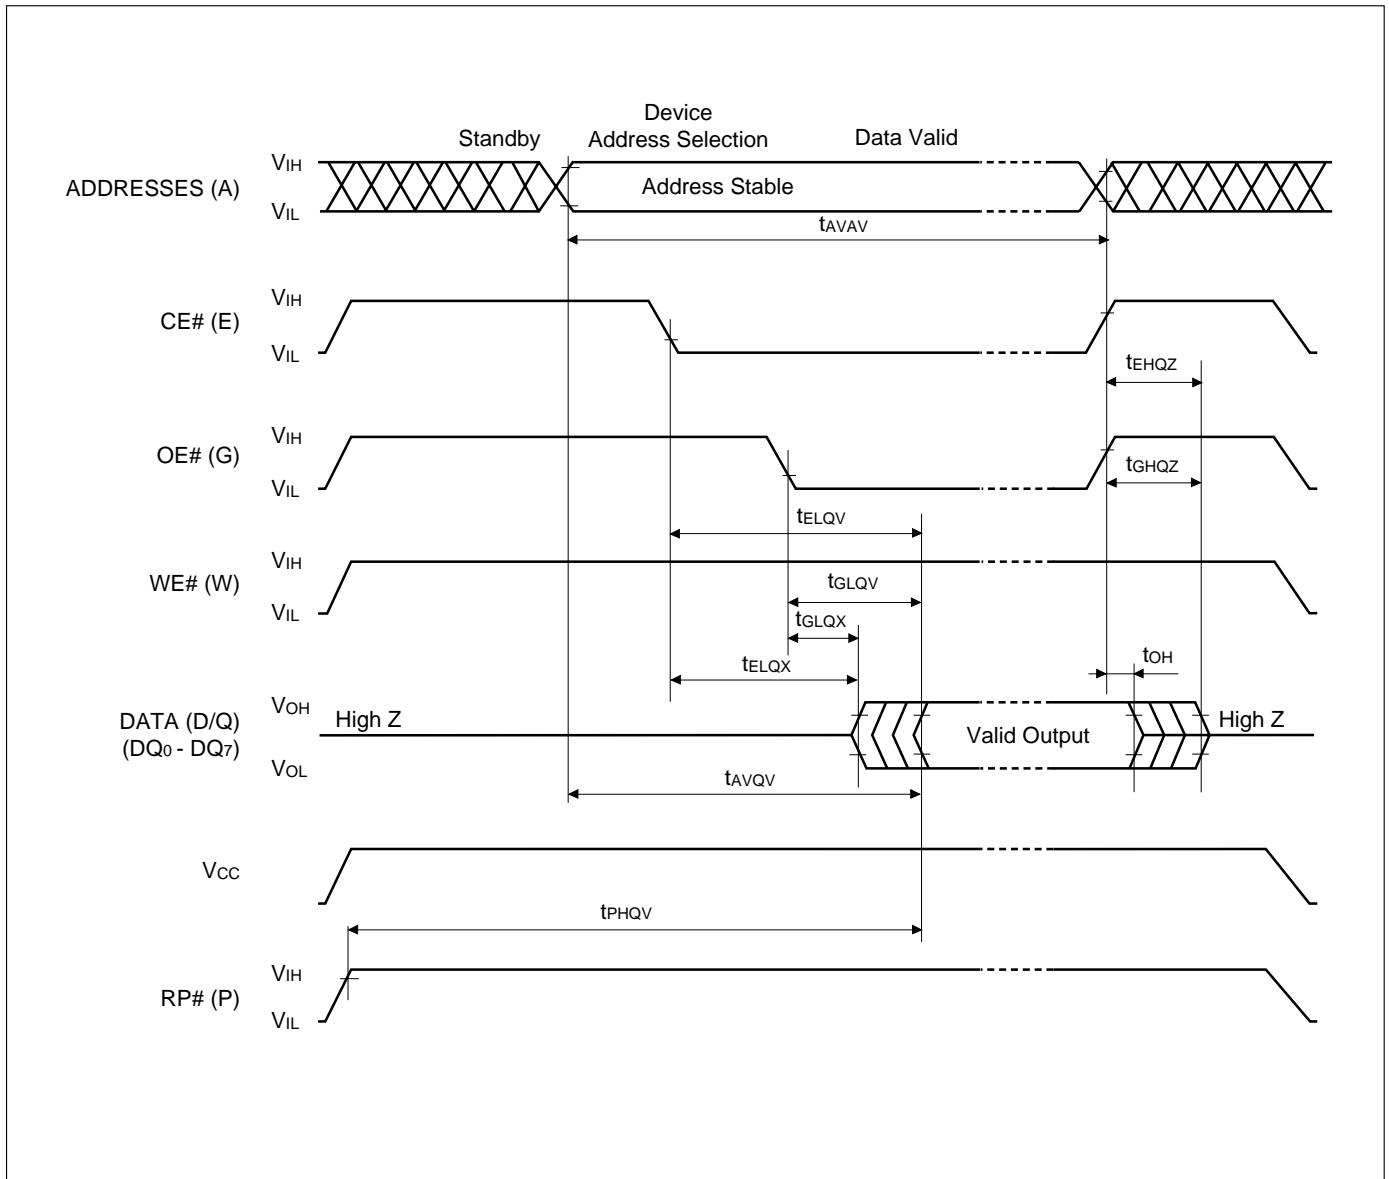 Device
Standby Address Selection Data Valid
VIH
ADDRESSES (A) Address Stable
VIL
tAVAV
VIH
CE# (E)
VIL
tEHQZ
VIH
OE# (G)
tGHQZ
VIL
tELQV
VIH
WE# (W)
tGLQV
VIL
tGLQX
tELQX
tOH
VOH
DATA (D/Q) High Z Valid Output High Z
(DQ0 - DQ7)
VOL
tAVQV
VCC
tPHQV
VIH
RP# (P)
VIL